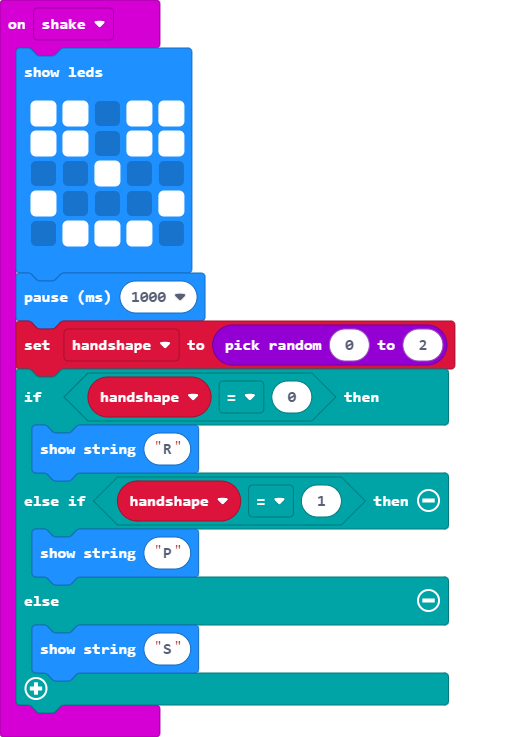 on shake
show leds
pause (ms) 1000
set handshape to pick random 0 to 2
if handshape = 0 then
show string "R"
else if handshape = 1 then
show string "P"
else
show string "S"